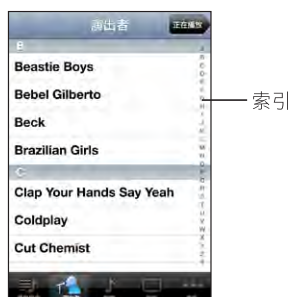 演出者 正在播放
B
Beastie Boys
Bebel Gilberto
索引
Beck
Brazilian Girls
C
Clap Your Hands Say Yeah
Coldplay
Cut Chemist